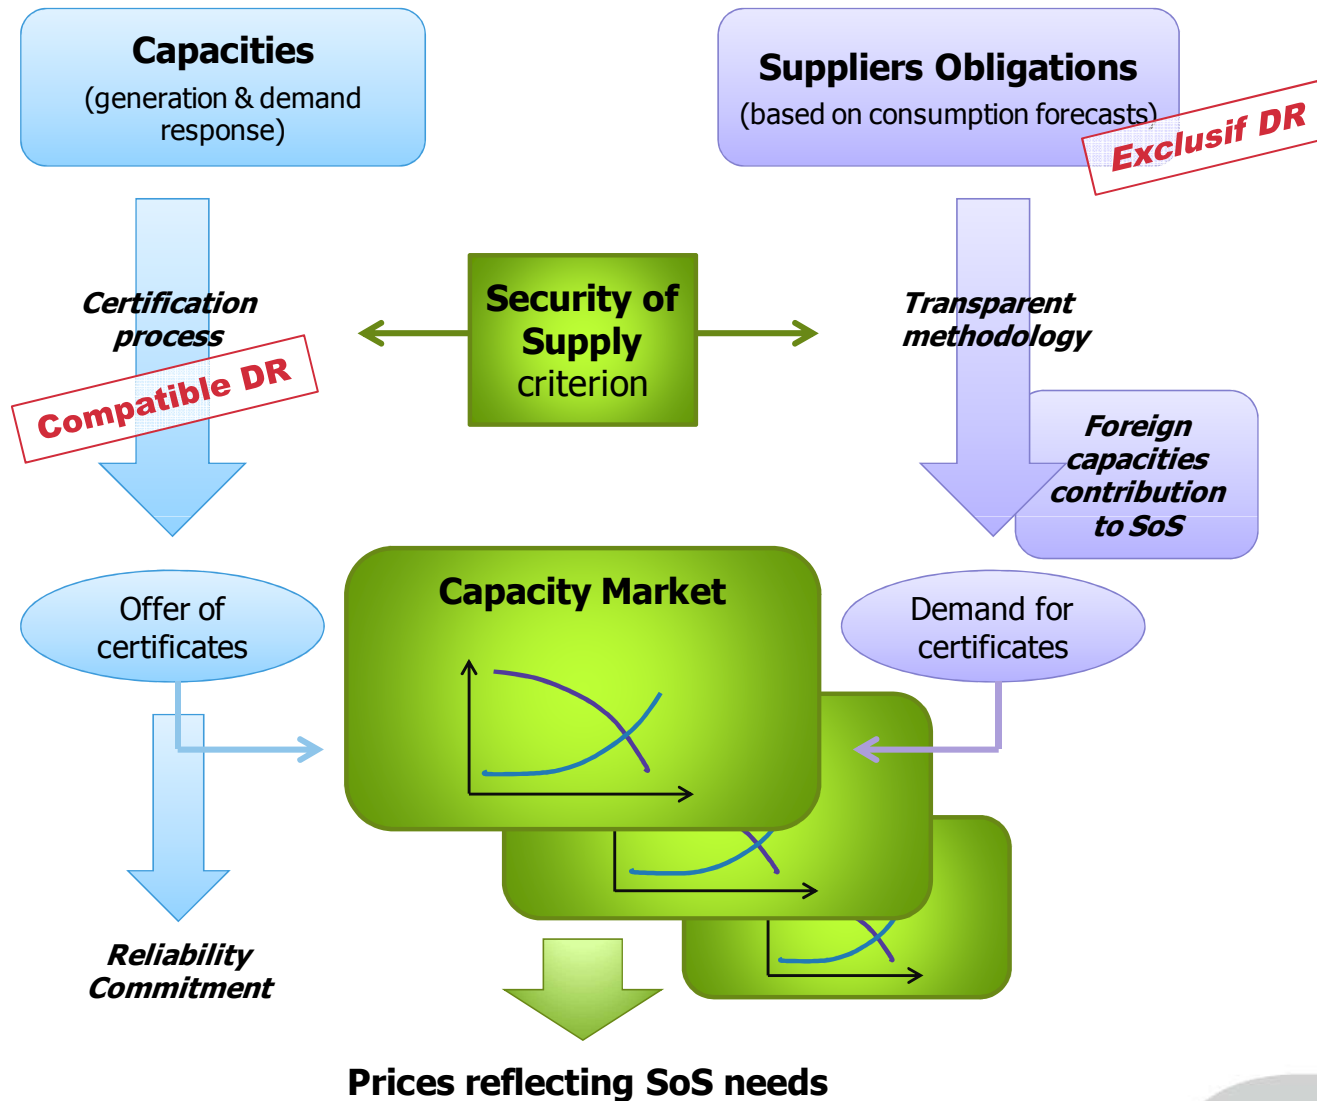 Capacities
(generation & demand
response)
Suppliers Obligations
(based on consumption forecasts)
Exclusif DR
Certification
process
Compatible DR
Security of
Supply
criterion
Transparent
methodology
Foreign
capacities
contribution
to SoS
Offer of
certificates
Capacity Market
Demand for
certificates
Reliability
Commitment
Prices reflecting SoS needs